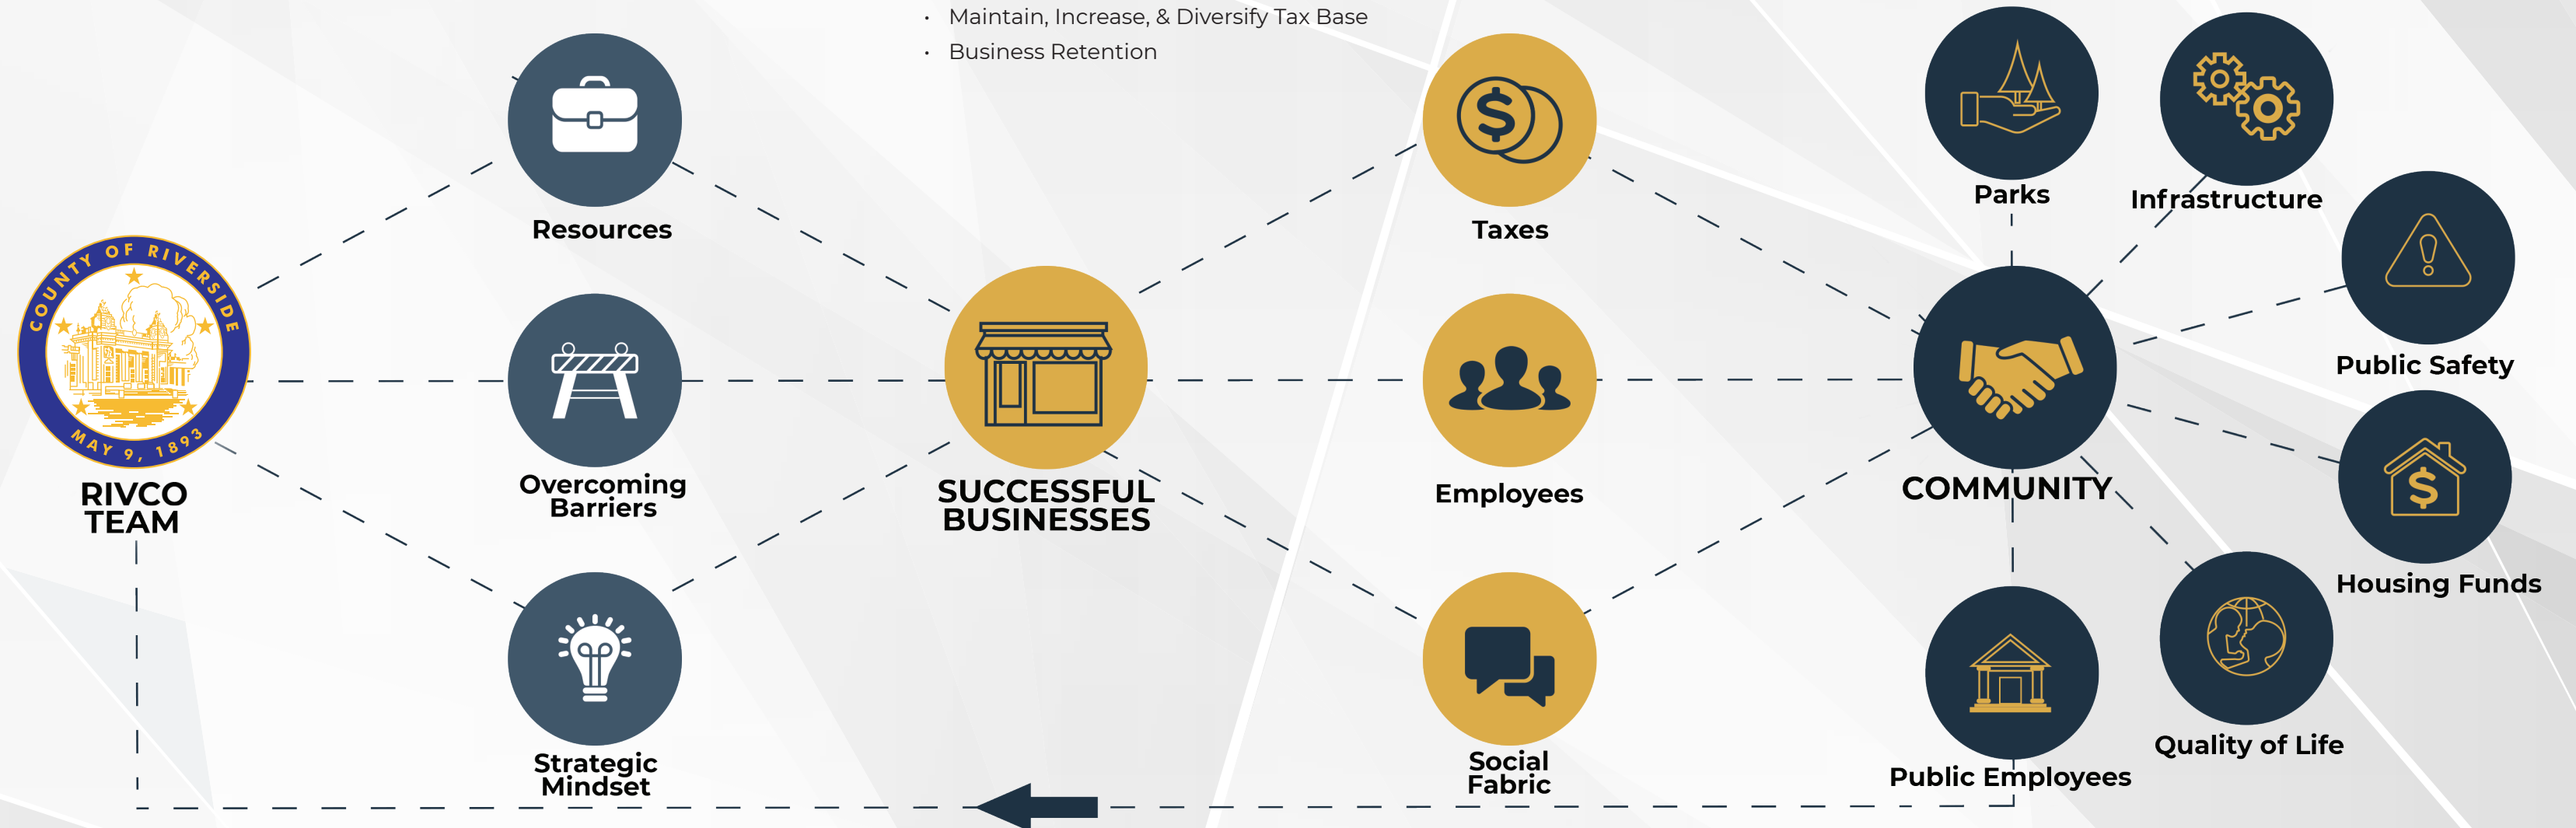 • Maintain, Increase, & Diversify Tax Base
• Business Retention
COUNTY OF RIVERSIDE
MAY 9, 1893
RIVCO
TEAM
Resources
Overcoming
Barriers
Strategic
Mindset
SUCCESSFUL
BUSINESSES
$
Taxes
Employees
Social
Fabric
COMMUNITY
Parks
Infrastructure
!
Public Safety
$
Housing Funds
Quality of Life
Public Employees